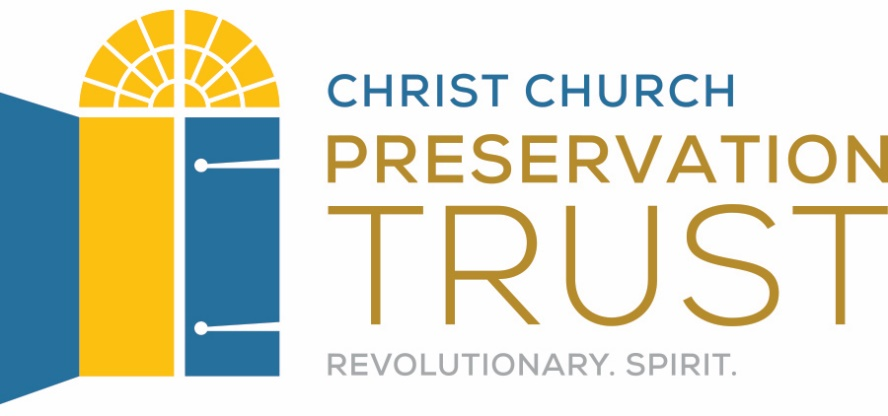 CHRIST CHURCH
PRESERVATION
TRUST
REVOLUTIONARY. SPIRIT.